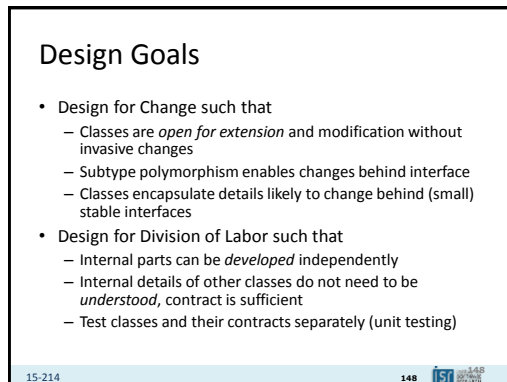 Design Goals
• Design for Change such that
– Classes are open for extension and modification without
invasive changes
– Subtype polymorphism enables changes behind interface
– Classes encapsulate details likely to change behind (small)
stable interfaces
• Design for Division of Labor such that
– Internal parts can be developed independently
– Internal details of other classes do not need to be
understood, contract is sufficient
– Test classes and their contracts separately (unit testing)
15-214
148
isr
148